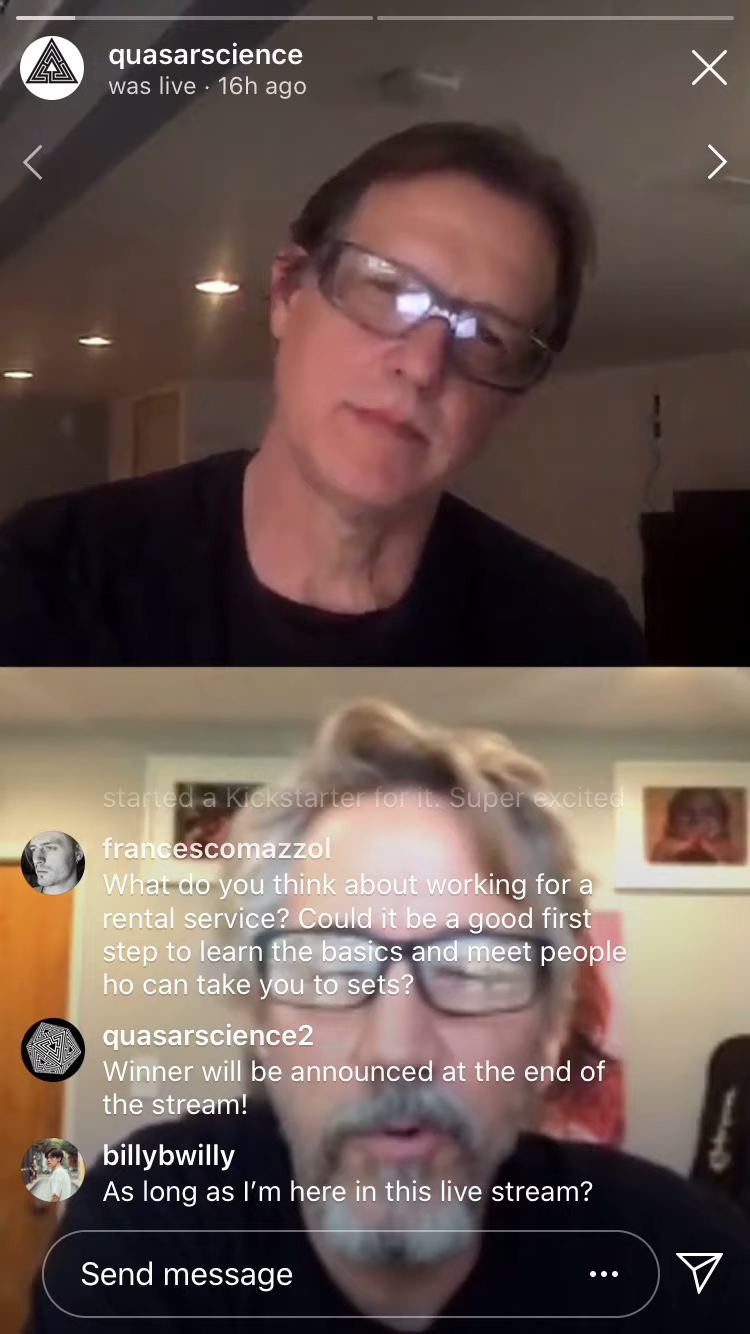 quasarscience
was live · 16h ago
started a Kickstarter for it. Super excited
francescomazzol
What do you think about working for a
rental service? Could it be a good first
step to learn the basics and meet people
ho can take you to sets?
quasarscience2
Winner will be announced at the end of
the stream!
billybwilly
As long as I’m here in this live stream?
Send message